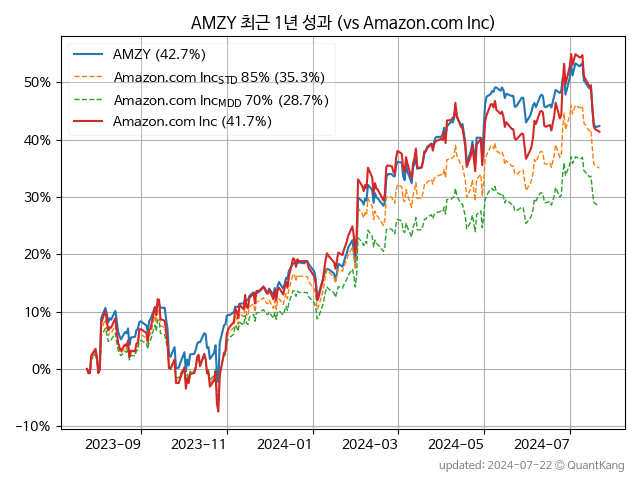 AMZY 최근 1년 성과 (vs Amazon.com Inc)
AMZY (42.7%)
Amazon.com Inc_STD 85% (35.3%)
Amazon.com Inc_MDD 70% (28.7%)
Amazon.com Inc (41.7%)
50%
40%
30%
20%
10%
0%
−10%
2023-09 2023-11 2024-01 2024-03 2024-05 2024-07
updated: 2024-07-22 © QuantKang